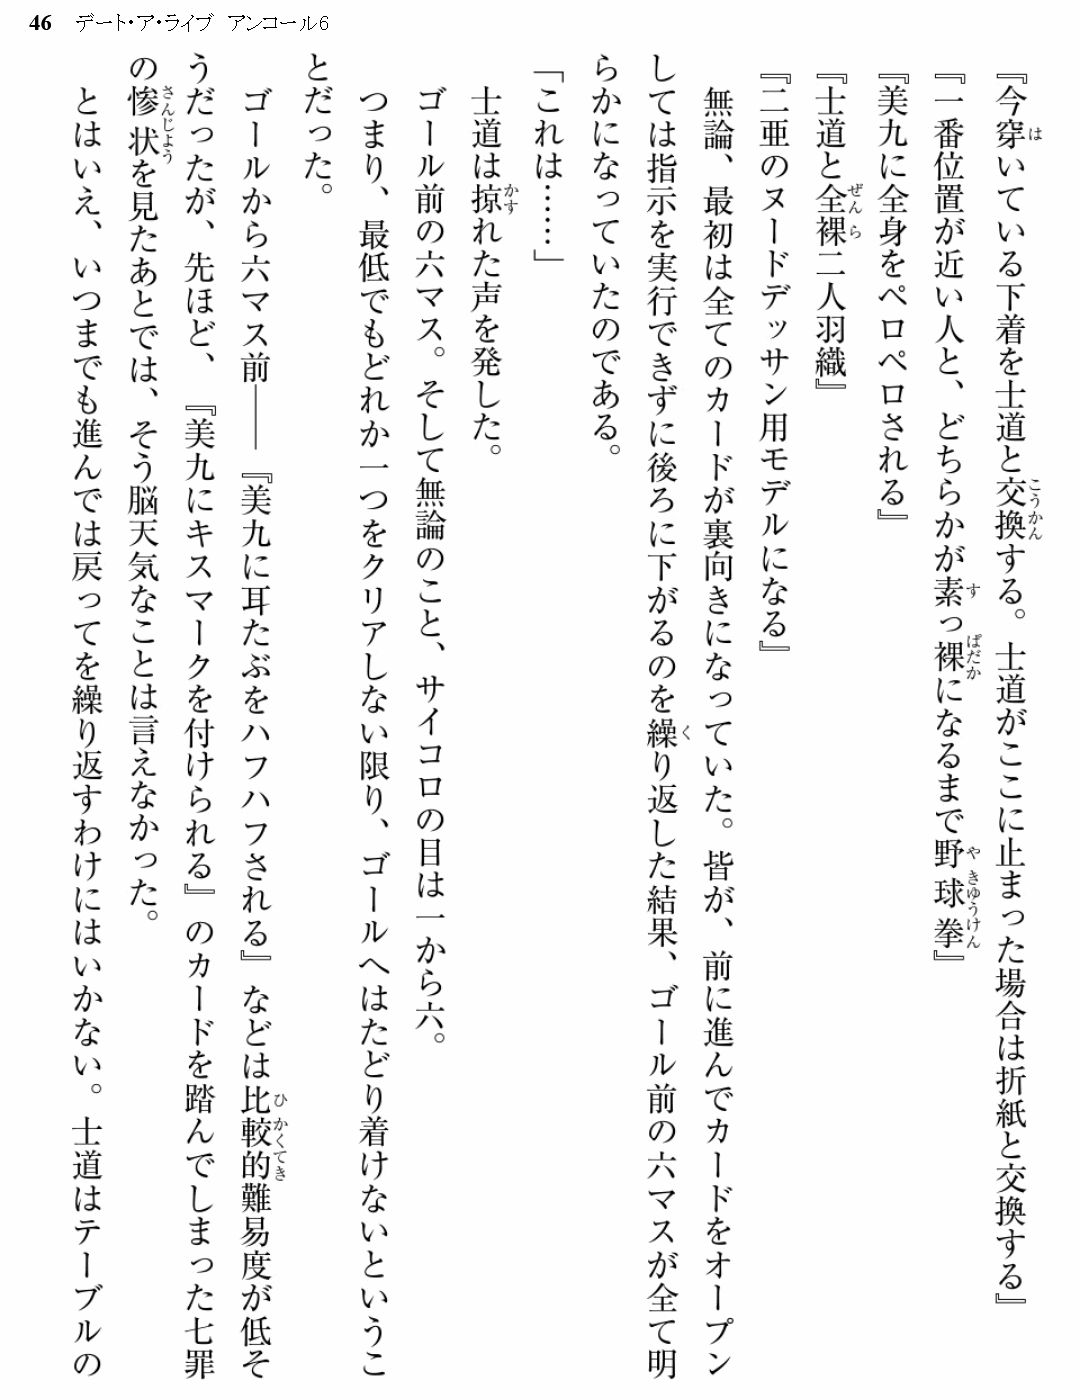 46 デート・ア・ライブ アンコール6
『今穿いている下着を士道と交換する。士道がここに止まった場合は折紙と交換する』
『一番位置が近い人と、どちらかが素っ裸になるまで野球拳』
『美九に全身をペロペロされる』
『士道と全裸二人羽織』
『二亜のヌードデッサン用モデルになる』
無論、最初は全てのカードが裏向きになっていた。皆が、前に進んでカードをオープン
しては指示を実行できずに後ろに下がるのを繰り返した結果、ゴール前の六マスが全て明
らかになっていたのである。
「これは……」
士道は掠れた声を発した。
ゴール前の六マス。そして無論のこと、サイコロの目は一から六。
つまり、最低でもどれか一つをクリアしない限り、ゴールへはたどり着けないというこ
とだった。
ゴールから六マス前――『美九に耳たぶをハフハフされる』などは比較的難易度が低そ
うだったが、先ほど、『美九にキスマークを付けられる』のカードを踏んでしまった七罪
の惨状を見たあとでは、そう脳天気なことは言えなかった。
とはいえ、いつまでも進んでは戻ってを繰り返すわけにはいかない。士道はテーブルの